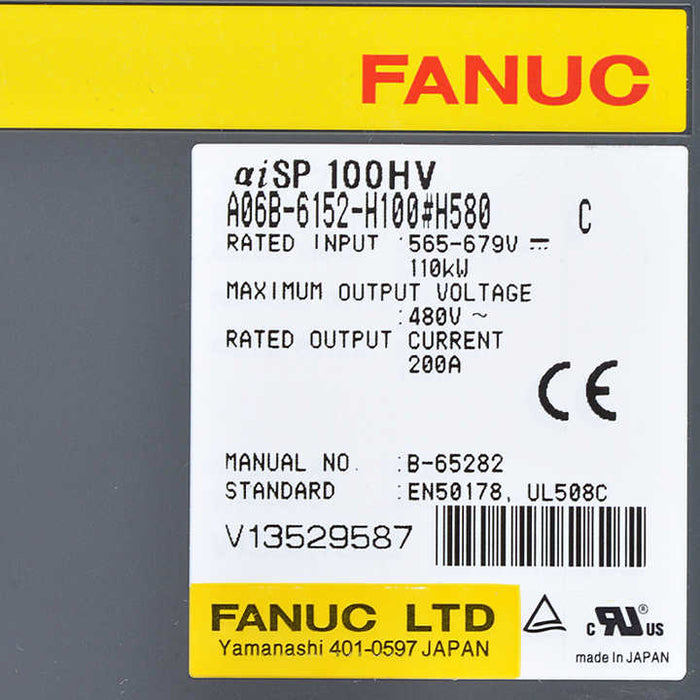 FANUC
αiSP 100HV
A06B-6152-H100#H580 C
RATED INPUT :565-679V ⎓
110kW
MAXIMUM OUTPUT VOLTAGE
:480V ~
RATED OUTPUT CURRENT
200A
CE
MANUAL NO. :B-65282
STANDARD :EN50178, UL508C
V13529587
FANUC LTD
Yamanashi 401-0597 JAPAN
c RU® US
made In JAPAN